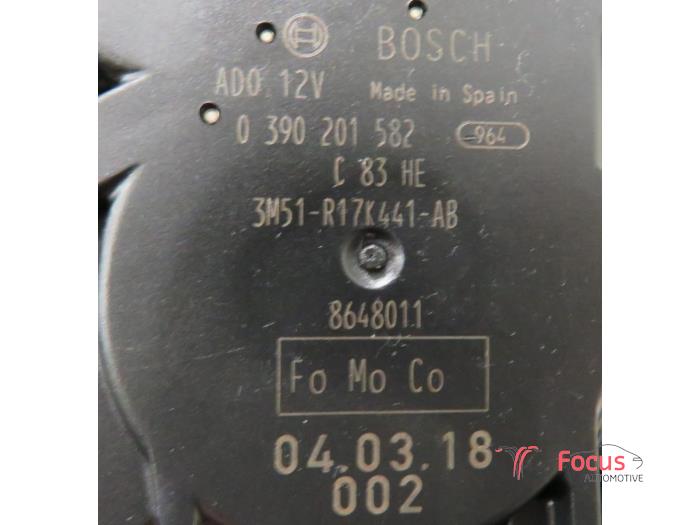 BOSCH
ADO 12V Made in Spain
0 390 201 582 964
C 83 HE
3M51-R17K441-AB
8648011
Fo Mo Co
04.03.18
002
Focus
AUTOMOTIVE